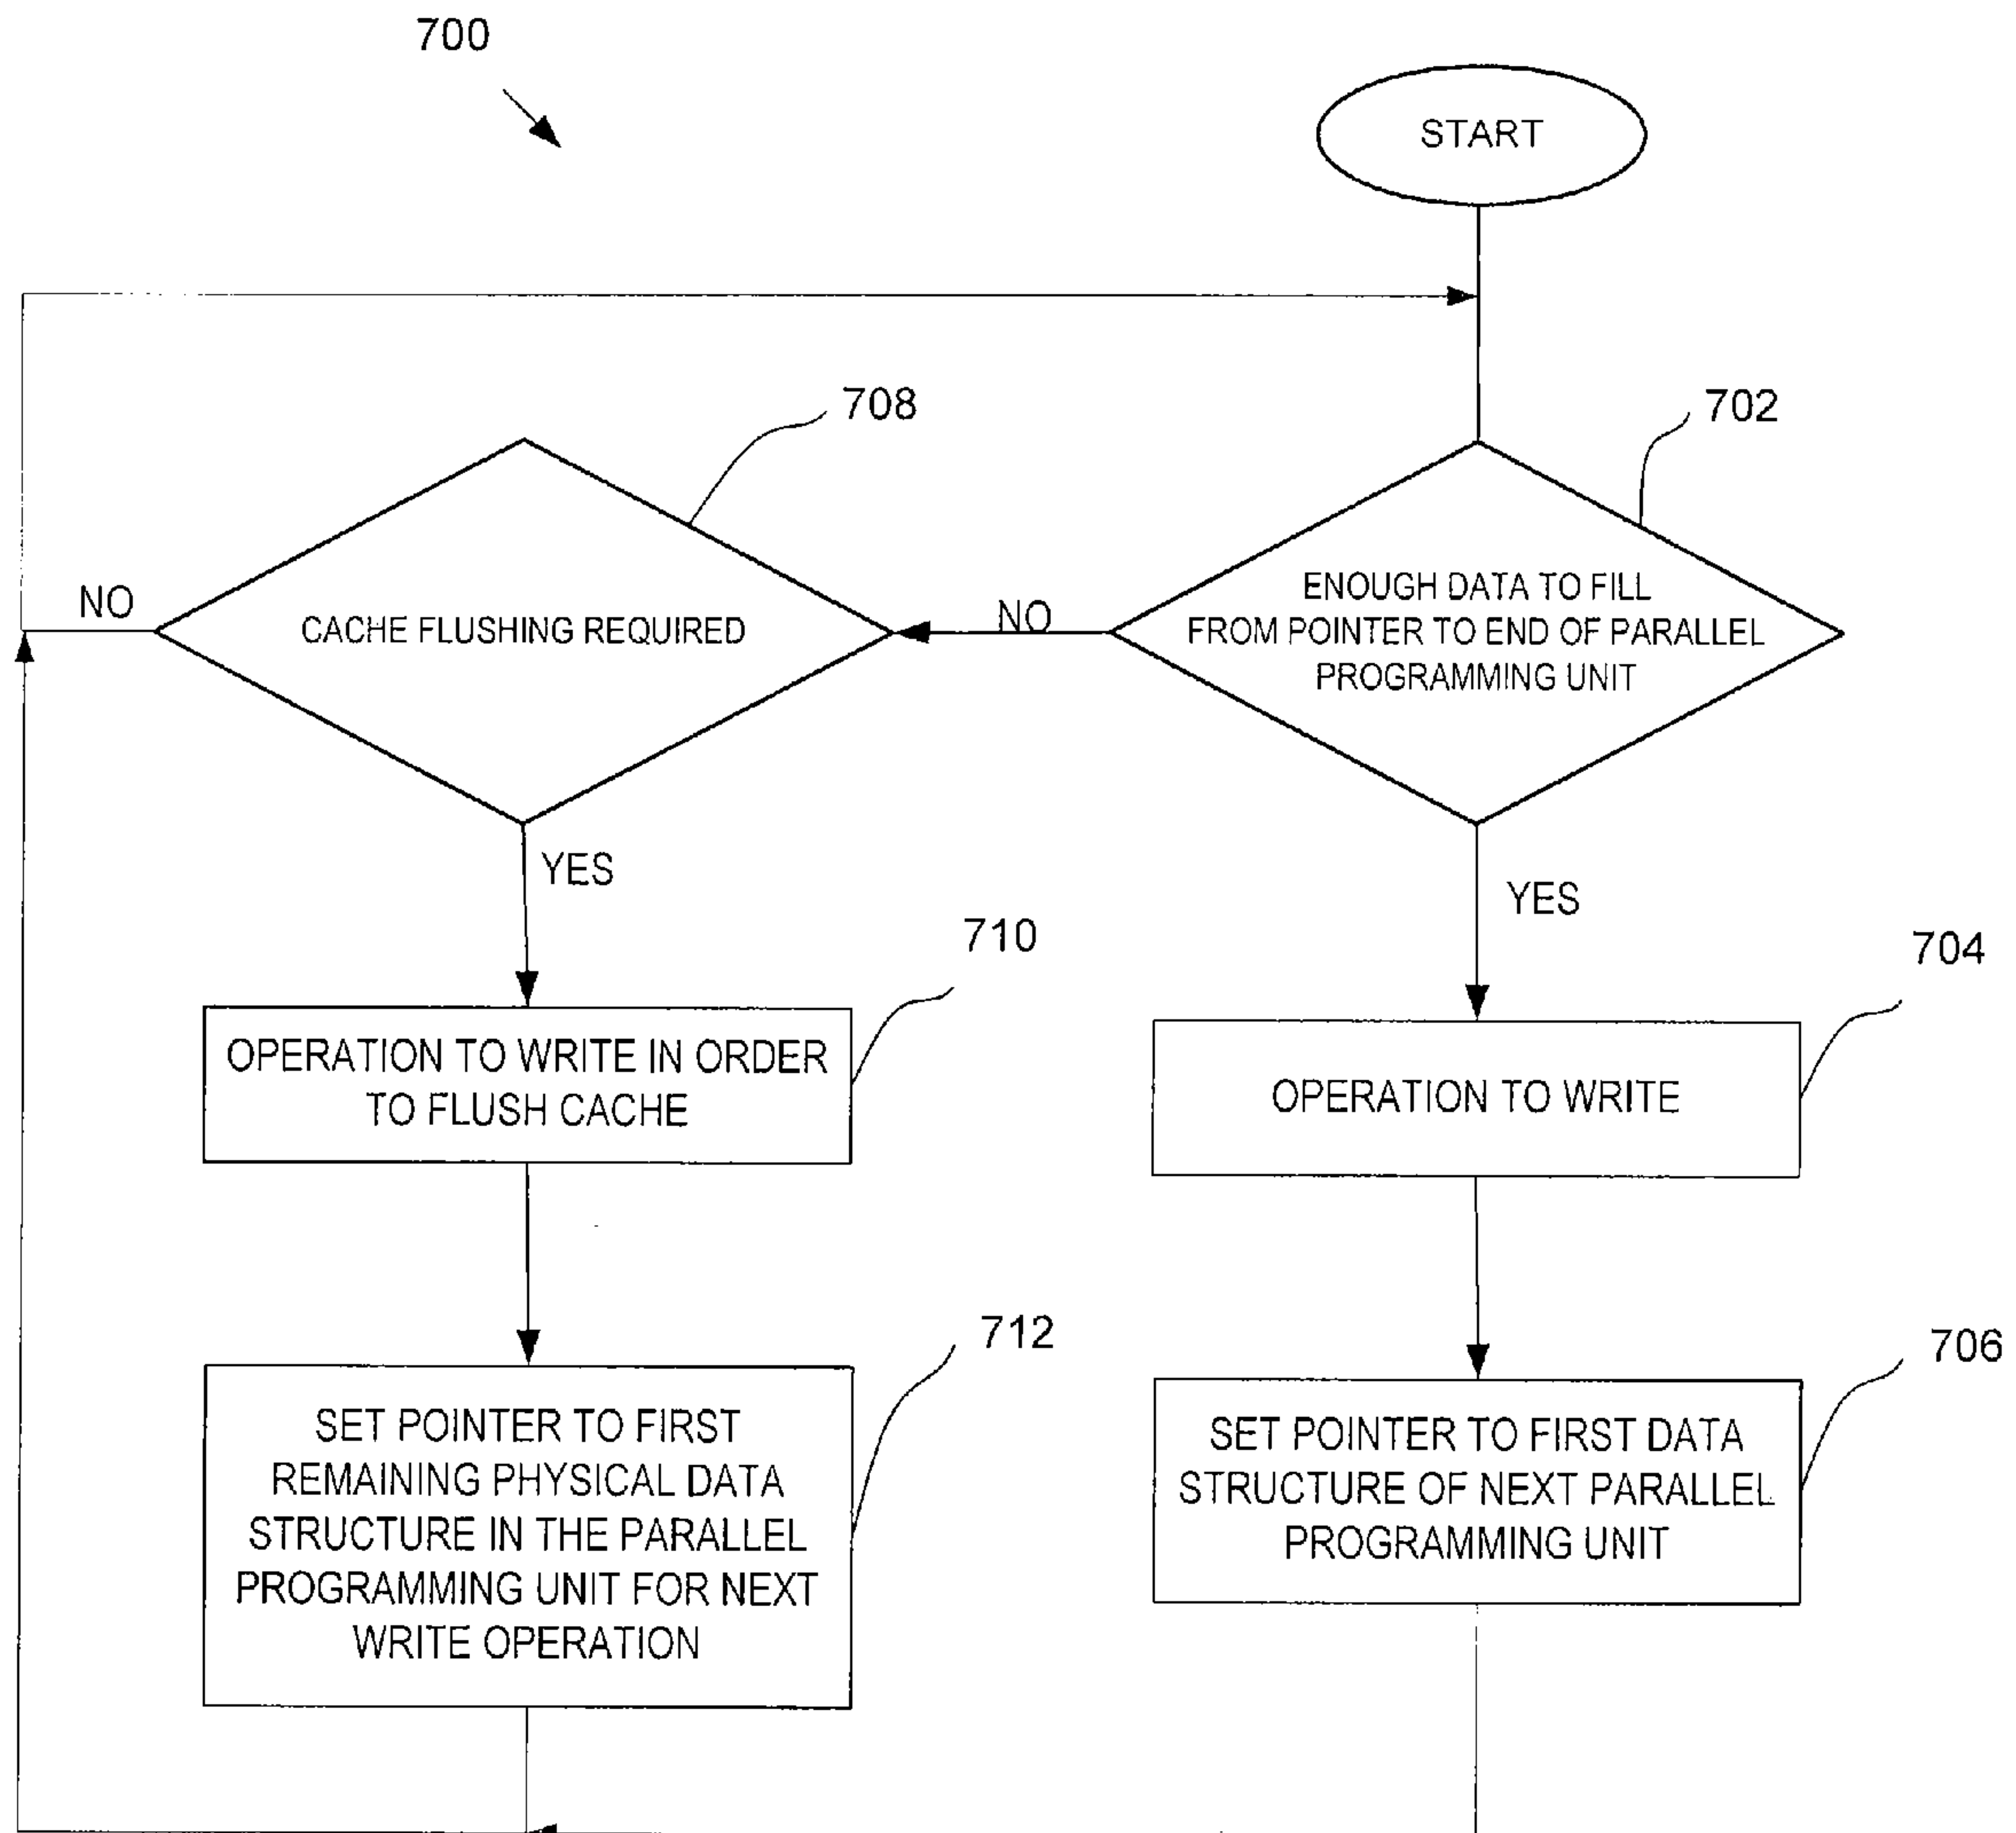 700
START
708
702
ENOUGH DATA TO FILL
FROM POINTER TO END OF PARALLEL
PROGRAMMING UNIT
NO
CACHE FLUSHING REQUIRED
NO
YES
YES
710
704
OPERATION TO WRITE IN ORDER
TO FLUSH CACHE
OPERATION TO WRITE
712
706
SET POINTER TO FIRST
REMAINING PHYSICAL DATA
STRUCTURE IN THE PARALLEL
PROGRAMMING UNIT FOR NEXT
WRITE OPERATION
SET POINTER TO FIRST DATA
STRUCTURE OF NEXT PARALLEL
PROGRAMMING UNIT